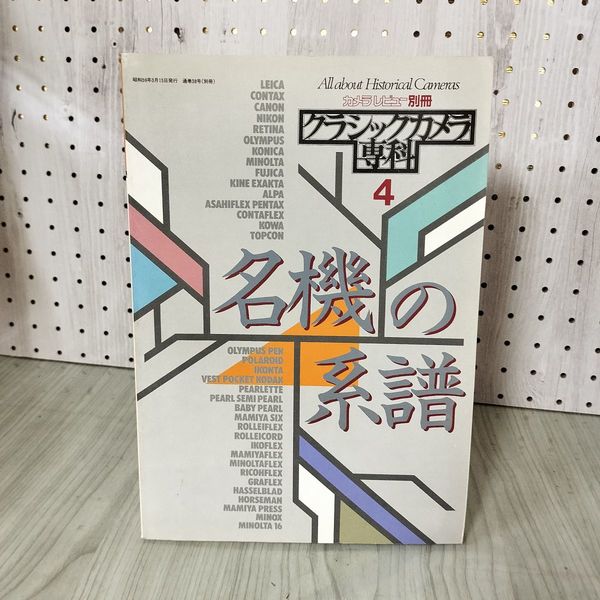 昭和59年3月15日発行 通巻38号(別冊)
All about Historical Cameras
カメラレビュー別冊
クラシックカメラ
専科
4
LEICA
CONTAX
CANON
NIKON
RETINA
OLYMPUS
KONICA
MINOLTA
FUJICA
KINE EXAKTA
ALPA
ASAHIFLEX PENTAX
CONTAFLEX
KOWA
TOPCON
名機の
系譜
OLYMPUS PEN
POLAROID
IKONTA
VEST POCKET KODAK
PEARLETTE
PEARL SEMI PEARL
BABY PEARL
MAMIYA SIX
ROLLEIFLEX
ROLLEICORD
IKOFLEX
MAMIYAFLEX
MINOLTAFLEX
RICOHFLEX
GRAFLEX
HASSELBLAD
HORSEMAN
MAMIYA PRESS
MINOX
MINOLTA 16